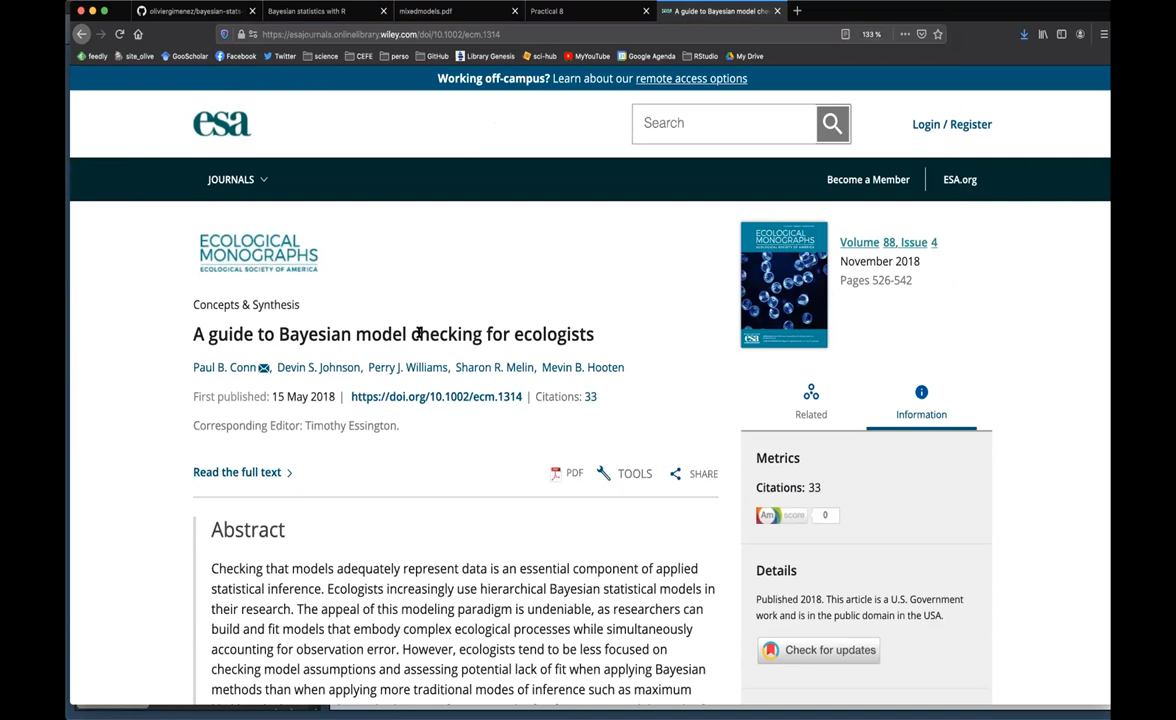 oliviergimenez/bayesian-stats-
Bayesian statistics with R
mixedmodels.pdf
Practical 8
A guide to Bayesian model che
https://esajournals.onlinelibrary.wiley.com/doi/10.1002/ecm.1314
133 %
feedly
site_olive
GooScholar
Facebook
Twitter
science
CEFE
perso
GitHub
Library Genesis
sci-hub
MyYouTube
Google Agenda
RStudio
My Drive
Working off-campus? Learn about our remote access options
esa
Search
Login / Register
JOURNALS
Become a Member
ESA.org
ECOLOGICAL
MONOGRAPHS
ECOLOGICAL SOCIETY OF AMERICA
ECOLOGICAL
MONOGRAPHS
esa
Volume 88, Issue 4
November 2018
Pages 526-542
Concepts & Synthesis
A guide to Bayesian model checking for ecologists
Paul B. Conn, Devin S. Johnson, Perry J. Williams, Sharon R. Melin, Mevin B. Hooten
First published: 15 May 2018 | https://doi.org/10.1002/ecm.1314 | Citations: 33
Corresponding Editor: Timothy Essington.
Read the full text
PDF
TOOLS
SHARE
Related
Information
Metrics
Citations: 33
Am score 0
Details
Published 2018. This article is a U.S. Government
work and is in the public domain in the USA.
Check for updates
Abstract
Checking that models adequately represent data is an essential component of applied
statistical inference. Ecologists increasingly use hierarchical Bayesian statistical models in
their research. The appeal of this modeling paradigm is undeniable, as researchers can
build and fit models that embody complex ecological processes while simultaneously
accounting for observation error. However, ecologists tend to be less focused on
checking model assumptions and assessing potential lack of fit when applying Bayesian
methods than when applying more traditional modes of inference such as maximum